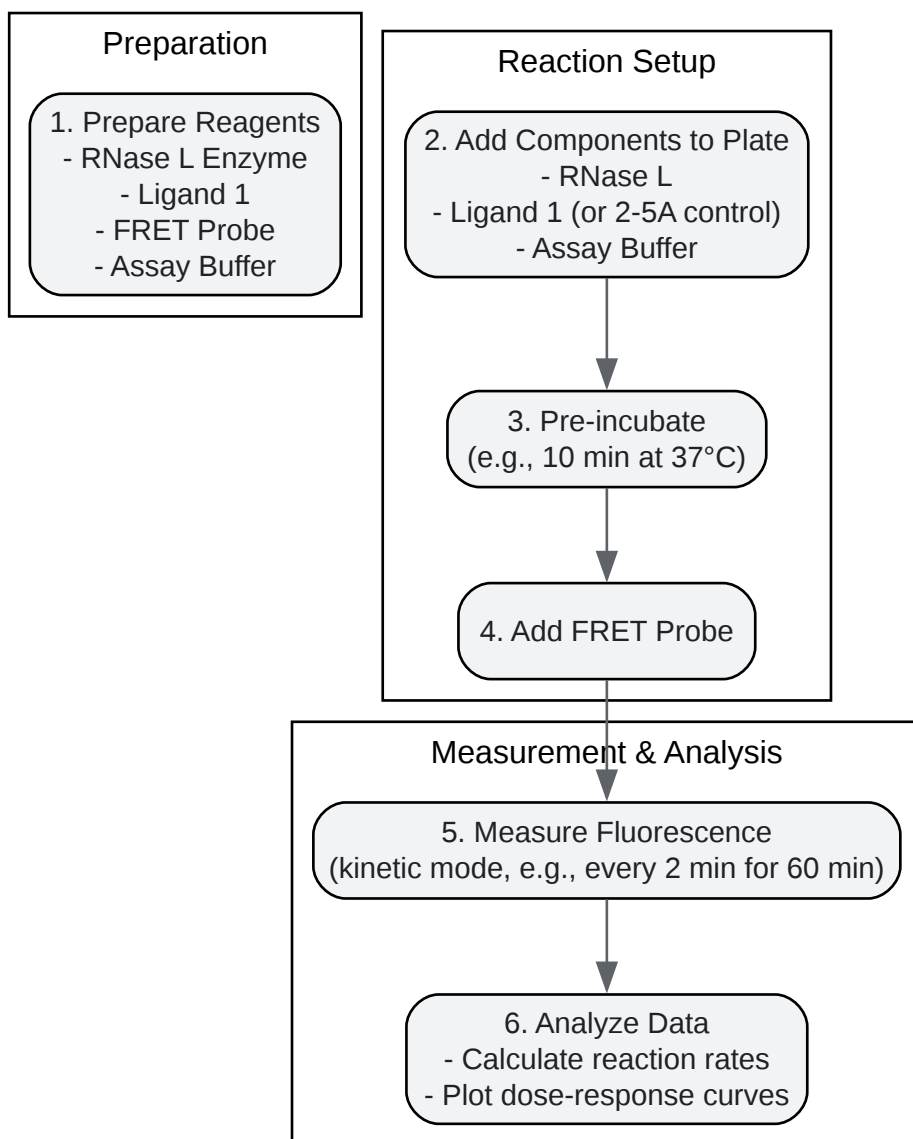 Preparation
1. Prepare Reagents
- RNase L Enzyme
- Ligand 1
- FRET Probe
- Assay Buffer
Reaction Setup
2. Add Components to Plate
- RNase L
- Ligand 1 (or 2-5A control)
- Assay Buffer
3. Pre-incubate
(e.g., 10 min at 37°C)
4. Add FRET Probe
Measurement & Analysis
5. Measure Fluorescence
(kinetic mode, e.g., every 2 min for 60 min)
6. Analyze Data
- Calculate reaction rates
- Plot dose-response curves